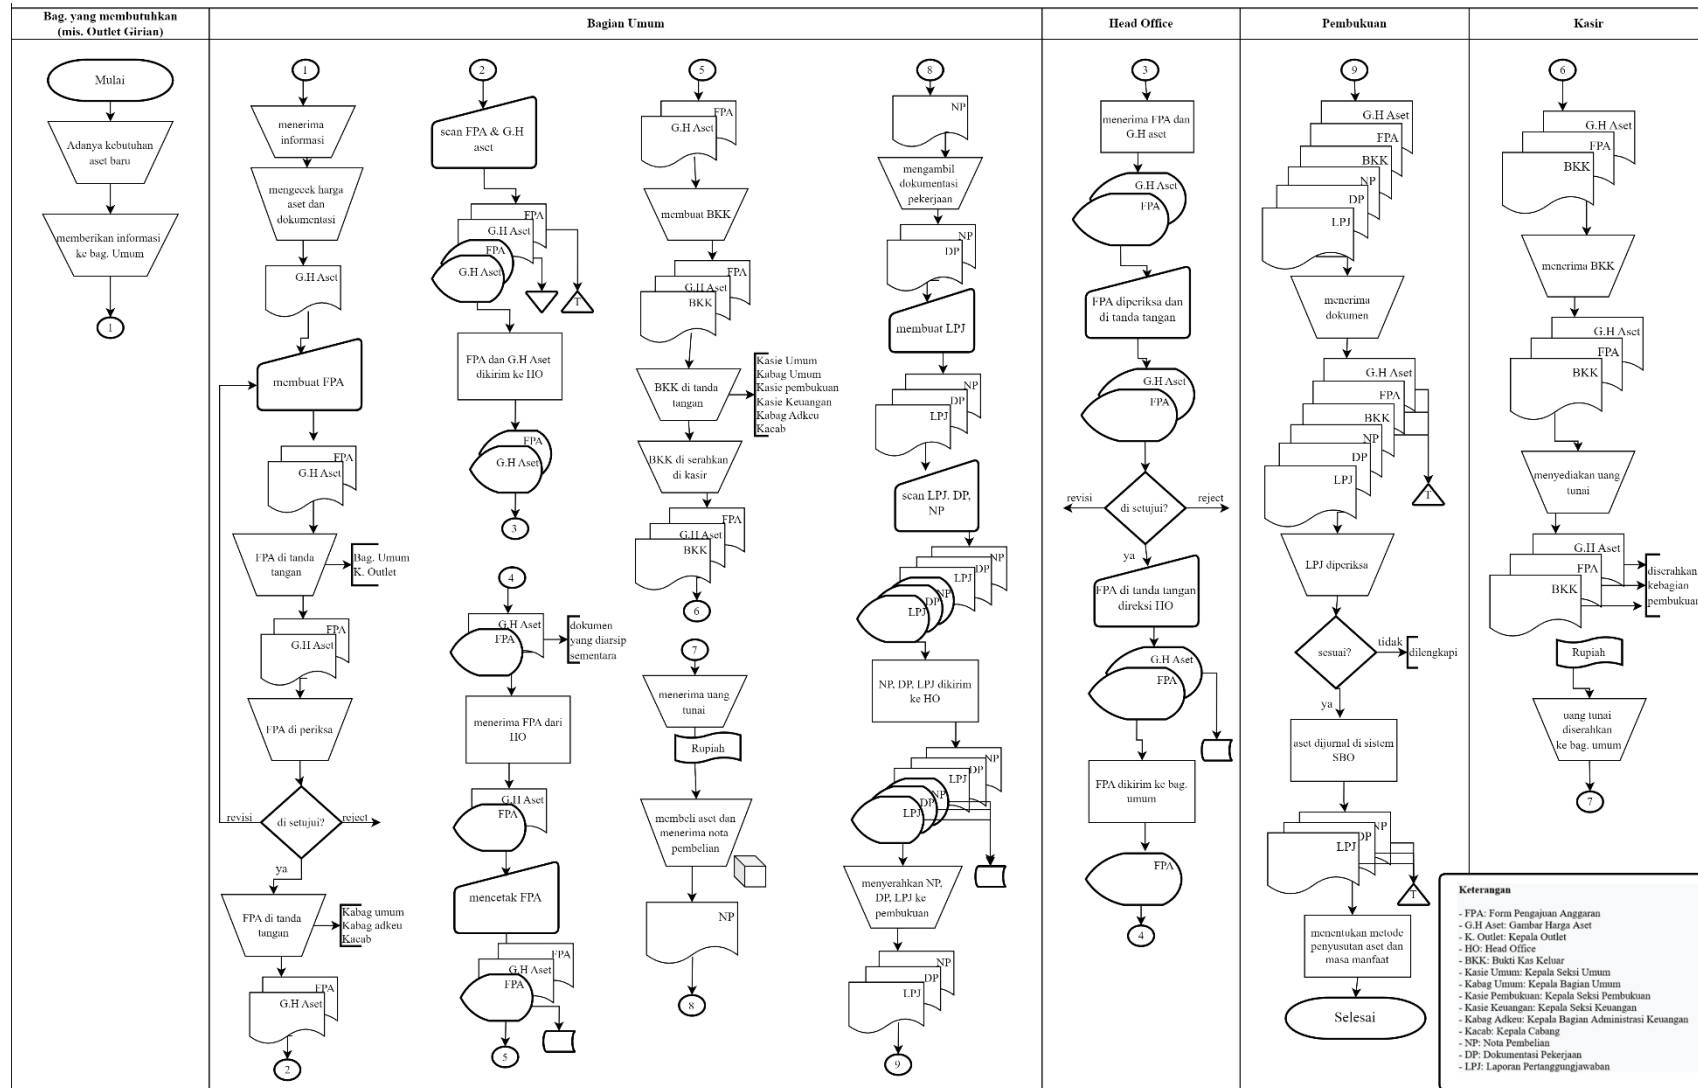 Bag. yang membutuhkan
(mis. Outlet Girian)
Bagian Umum
Head Office
Pembukuan
Kasir
Mulai
Adanya kebutuhan
aset baru
memberikan informasi
ke bag. Umum
1
1
menerima
informasi
mengecek harga
aset dan
dokumentasi
G.H Aset
membuat FPA
FPA
G.H Aset
FPA di tanda
tangan
Bag. Umum
K. Outlet
FPA
G.H Aset
FPA di periksa
di setujui?
revisi
reject
ya
FPA di tanda
tangan
Kabag umum
Kabag adkeu
Kacab
FPA
G.H Aset
2
2
scan FPA & G.H
aset
FPA
G.H Aset
FPA
G.H Aset
T
FPA dan G.H Aset
dikirim ke HO
FPA
G.H Aset
3
4
G.H Aset
FPA
dokumen
yang diarsip
sementara
menerima FPA dari
HO
G.H Aset
FPA
mencetak FPA
FPA
G.H Aset
FPA
5
5
FPA
G.H Aset
membuat BKK
FPA
G.H Aset
BKK
BKK di tanda
tangan
Kasie Umum
Kabag Umum
Kasie pembukuan
Kasie Keuangan
Kabag Adkeu
Kacab
BKK di serahkan
di kasir
FPA
G.H Aset
BKK
6
7
menerima uang
tunai
Rupiah
membeli aset dan
menerima nota
pembelian
NP
8
8
NP
mengambil
dokumentasi
pekerjaan
NP
DP
membuat LPJ
NP
DP
LPJ
scan LPJ. DP,
NP
NP
DP
LPJ
NP
DP
LPJ
NP, DP, LPJ dikirim
ke HO
NP
DP
LPJ
NP
DP
LPJ
menyerahkan NP,
DP, LPJ ke
pembukuan
NP
DP
LPJ
9
3
menerima FPA dan
G.H aset
G.H Aset
FPA
FPA diperiksa dan
di tanda tangan
G.H Aset
FPA
di setujui?
revisi
reject
ya
FPA di tanda tangan
direksi HO
G.H Aset
FPA
FPA dikirim ke bag.
umum
FPA
4
9
G.H Aset
FPA
BKK
NP
DP
LPJ
menerima
dokumen
G.H Aset
FPA
BKK
NP
DP
LPJ
T
LPJ diperiksa
sesuai?
tidak
dilengkapi
ya
aset dijurnal di sistem
SBO
NP
DP
LPJ
T
menentukan metode
penyusutan aset dan
masa manfaat
Selesai
6
G.H Aset
FPA
BKK
menerima BKK
G.H Aset
FPA
BKK
menyediakan uang
tunai
G.H Aset
FPA
BKK
diserahkan
kebagian
pembukuan
Rupiah
uang tunai
diserahkan
ke bag. umum
7
Keterangan
- FPA: Form Pengajuan Anggaran
- G.H Aset: Gambar Harga Aset
- K. Outlet: Kepala Outlet
- HO: Head Office
- BKK: Bukti Kas Keluar
- Kasie Umum: Kepala Seksi Umum
- Kabag Umum: Kepala Bagian Umum
- Kasie Pembukuan: Kepala Seksi Pembukuan
- Kasie Keuangan: Kepala Seksi Keuangan
- Kabag Adkeu: Kepala Bagian Administrasi Keuangan
- Kacab: Kepala Cabang
- NP: Nota Pembelian
- DP: Dokumentasi Pekerjaan
- LPJ: Laporan Pertanggungjawaban